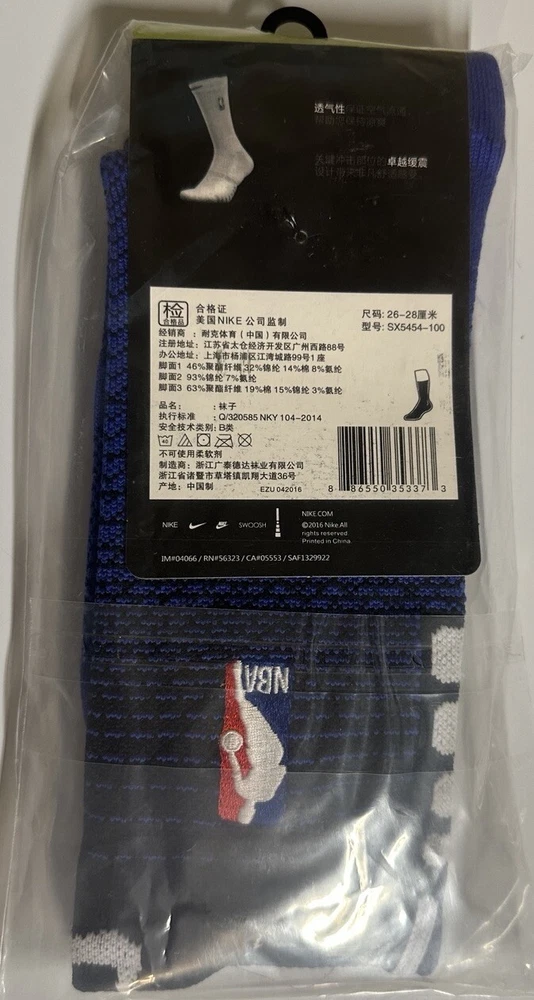 透气性保证空气流通
卓越缓震
检
合格品
合格证
美国NIKE公司监制
尺码: 26-28厘米
型号: SX5454-100
经销商 : 耐克体育(中国)有限公司
注册地址: 江苏省太仓经济开发区广州西路88号
办公地址: 上海市杨浦区江湾城路99号1座
脚面1 46%聚酯纤维 32%锦纶 14%棉 8%氨纶
脚面2 93%锦纶 7%氨纶
脚面3 63%聚酯纤维 19%棉 15%锦纶 3%氨纶
品名: : 袜子
执行标准 : Q/320585 NKY 104-2014
安全技术类别: B类
40
不可使用柔软剂
制造商: 浙江广泰德达袜业有限公司
浙江省诸暨市草塔镇凯翔大道36号
产地: 中国制
EZU 042016
8 86550 35337 3
NIKE
SWOOSH
NIKE.COM
©2016 Nike,All
rights reserved.
Printed in China.
IM#04066 / RN#56323 / CA#05553 / SAF1329922
NBA